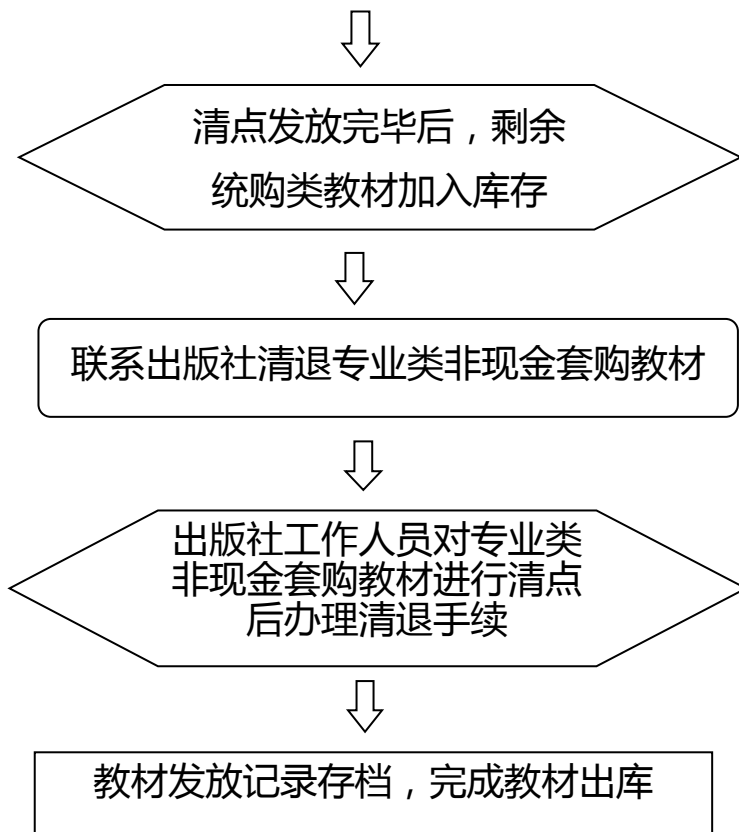 清点发放完毕后，剩余
统购类教材加入库存
联系出版社清退专业类非现金套购教材
出版社工作人员对专业类
非现金套购教材进行清点
后办理清退手续
教材发放记录存档，完成教材出库